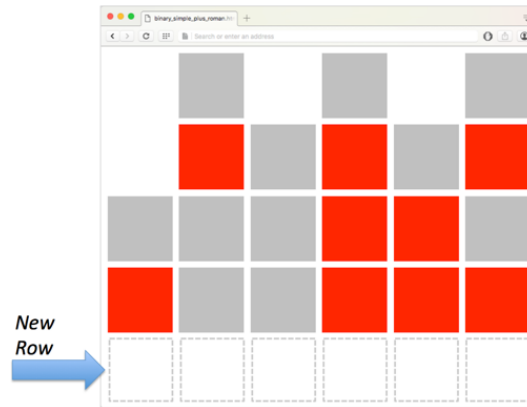 binary_simple_plus_roman.
Search or enter an address
New
Row